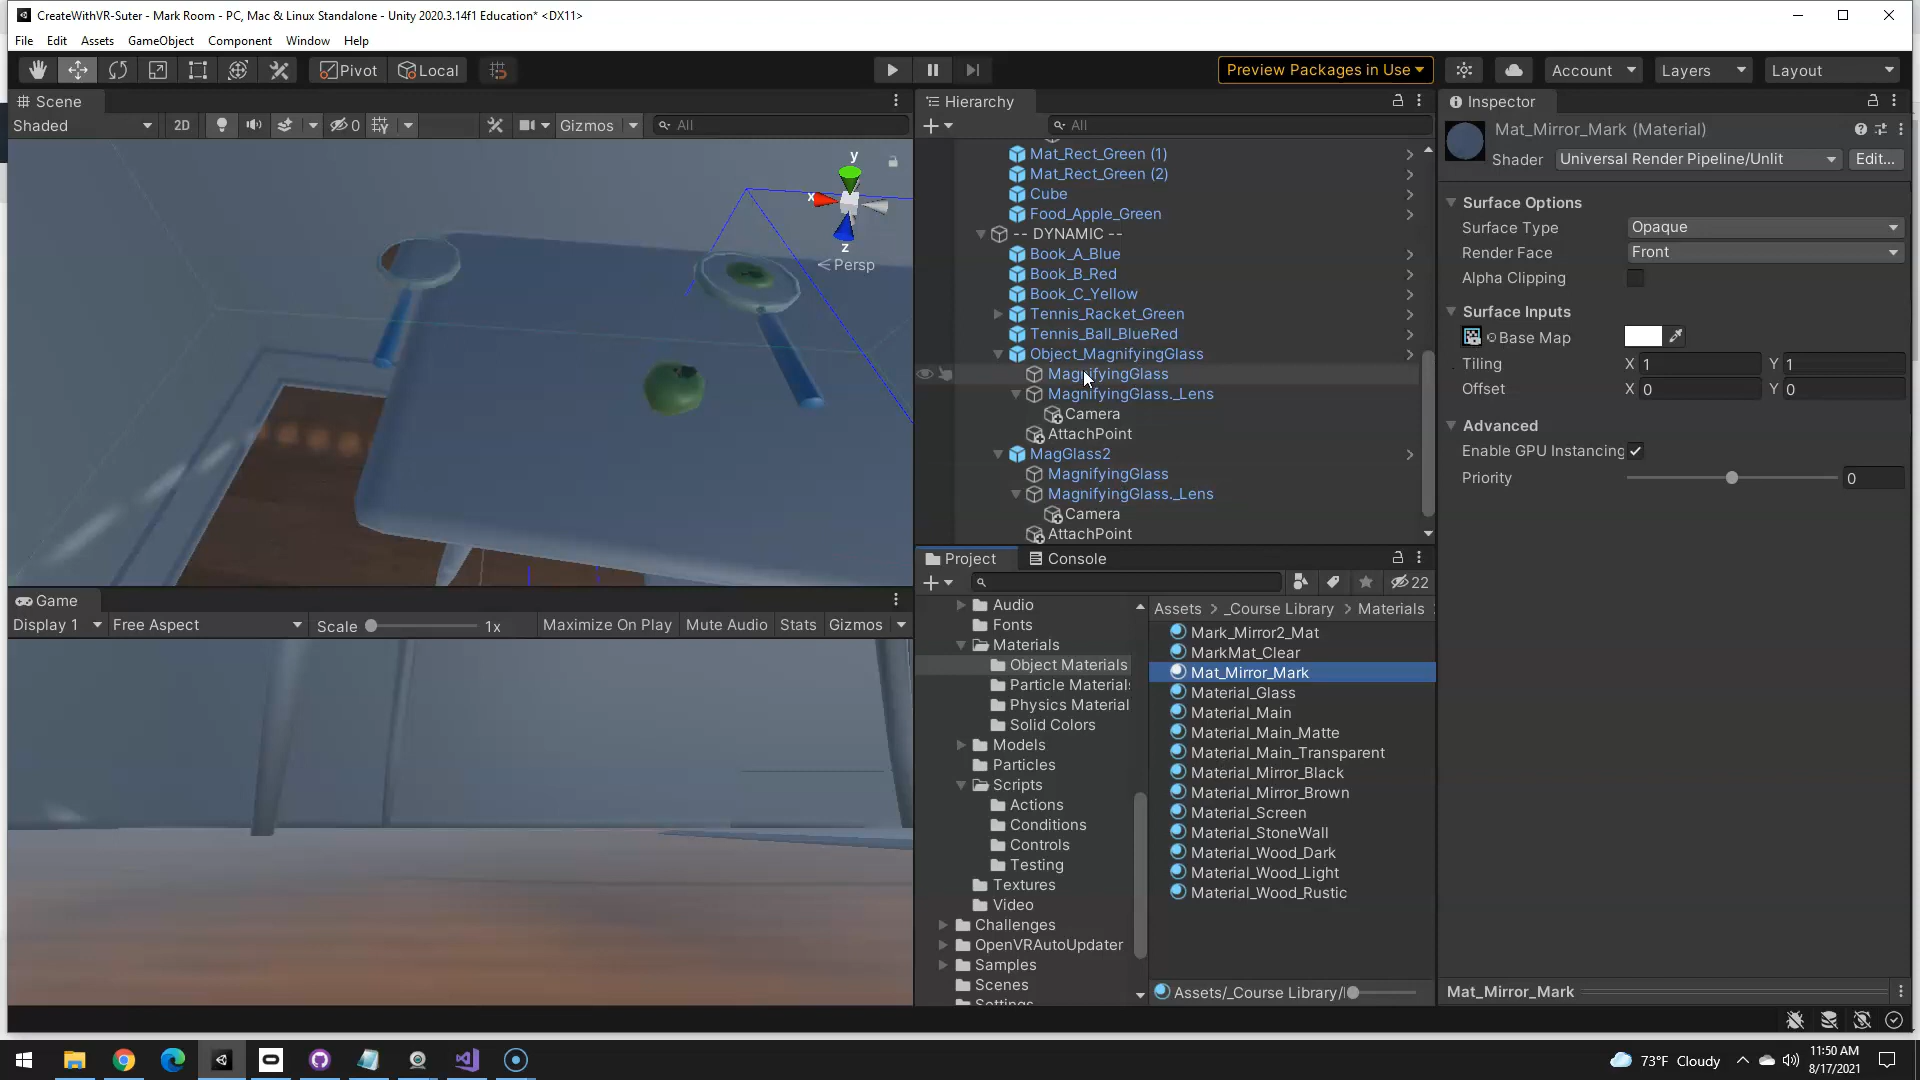 CreateWithVR-Suter - Mark Room - PC, Mac & Linux Standalone - Unity 2020.3.14f1 Education* <DX11>
File Edit Assets GameObject Component Window Help
Pivot Local Preview Packages in Use Account Layers Layout
Scene
Shaded 2D 0 Gizmos All
y
x
z
Persp
Hierarchy
All
Mat_Rect_Green (1)
Mat_Rect_Green (2)
Cube
Food_Apple_Green
-- DYNAMIC --
Book_A_Blue
Book_B_Red
Book_C_Yellow
Tennis_Racket_Green
Tennis_Ball_BlueRed
Object_MagnifyingGlass
MagnifyingGlass
MagnifyingGlass._Lens
Camera
AttachPoint
MagGlass2
MagnifyingGlass
MagnifyingGlass._Lens
Camera
AttachPoint
Inspector
Mat_Mirror_Mark (Material)
Shader Universal Render Pipeline/Unlit Edit...
Surface Options
Surface Type Opaque
Render Face Front
Alpha Clipping
Surface Inputs
Base Map
Tiling X 1 Y 1
Offset X 0 Y 0
Advanced
Enable GPU Instancing
Priority 0
Game
Display 1 Free Aspect Scale 1x Maximize On Play Mute Audio Stats Gizmos
Project Console
22
Audio
Fonts
Materials
Object Materials
Particle Material
Physics Material
Solid Colors
Models
Particles
Scripts
Actions
Conditions
Controls
Testing
Textures
Video
Challenges
OpenVRAutoUpdater
Samples
Scenes
Settings
Assets > _Course Library > Materials
Mark_Mirror2_Mat
MarkMat_Clear
Mat_Mirror_Mark
Material_Glass
Material_Main
Material_Main_Matte
Material_Main_Transparent
Material_Mirror_Black
Material_Mirror_Brown
Material_Screen
Material_StoneWall
Material_Wood_Dark
Material_Wood_Light
Material_Wood_Rustic
Assets/_Course Library/
Mat_Mirror_Mark
73°F Cloudy
11:50 AM
8/17/2021